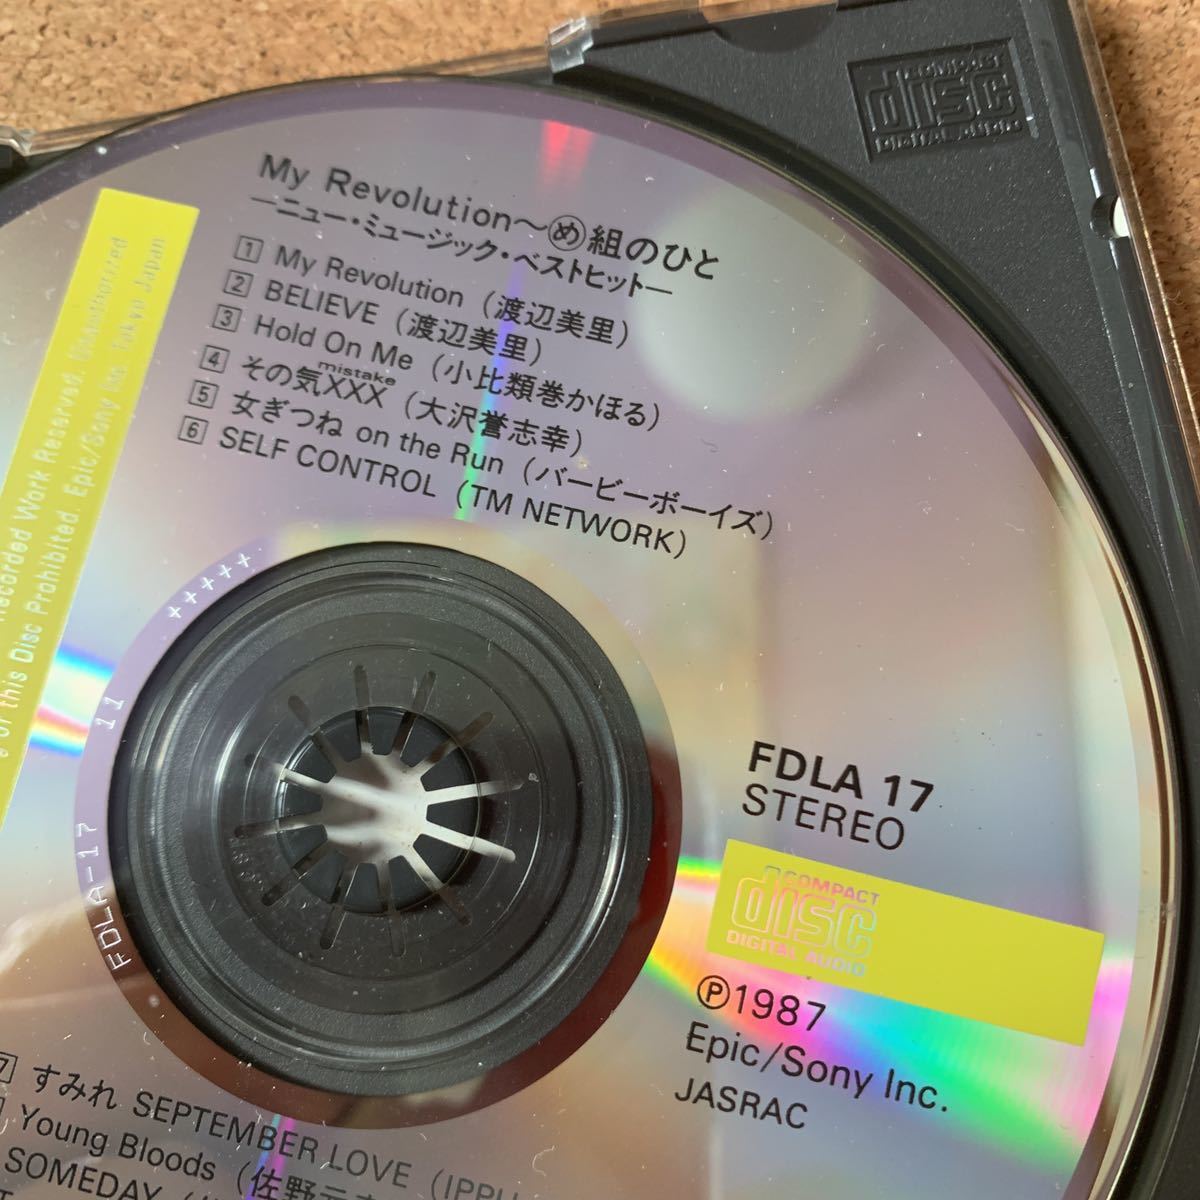 COMPACT
disc
DIGITAL AUDIO
My Revolution〜め組のひと
—ニュー・ミュージック・ベストヒット—
1 My Revolution (渡辺美里)
2 BELIEVE (渡辺美里)
3 Hold On Me (小比類巻かほる)
mistake
4 その気XXX (大沢誉志幸)
5 女ぎつね on the Run (バービーボーイズ)
6 SELF CONTROL (TM NETWORK)
Recorded Work Reserved. Unauthorized
of this Disc Prohibited. Epic/Sony Inc. Tokyo Japan
FDLA-17 11 +++++
FDLA 17
STEREO
COMPACT
disc
DIGITAL AUDIO
Ⓟ1987
Epic/Sony Inc.
JASRAC
7 すみれ SEPTEMBER LOVE (IPPU
Young Bloods (佐野元
SOMEDAY (